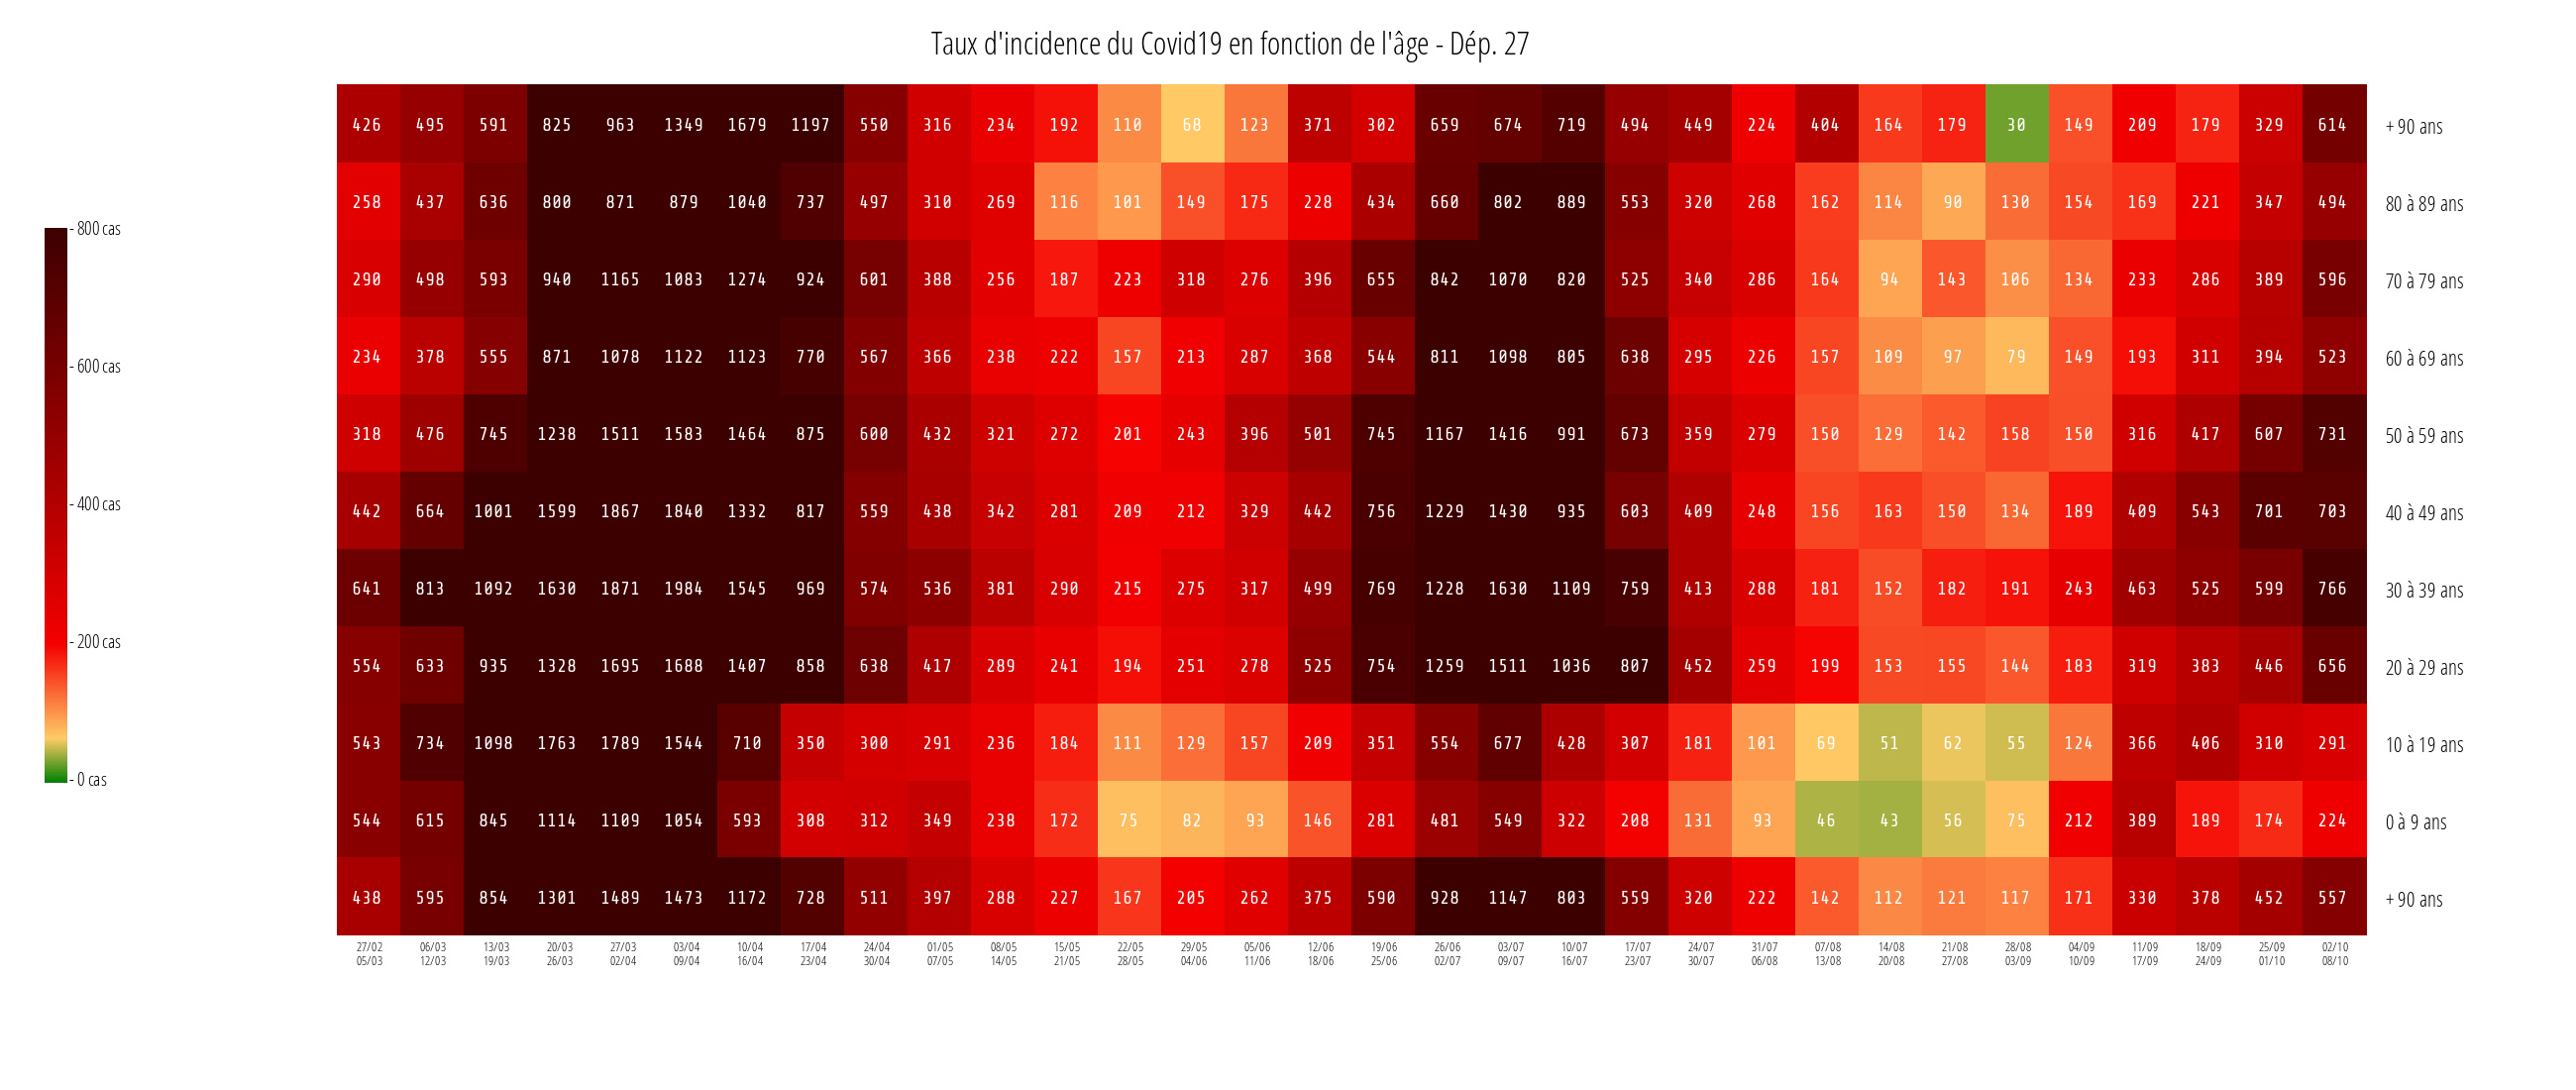 Taux d'incidence du Covid19 en fonction de l'âge - Dép. 27
426 495 591 825 963 1349 1679 1197 550 316 234 192 110 68 123 371 302 659 674 719 494 449 224 404 164 179 30 149 209 179 329 614 + 90 ans
258 437 636 800 871 879 1040 737 497 310 269 116 101 149 175 228 434 660 802 889 553 320 268 162 114 90 130 154 169 221 347 494 80 à 89 ans
- 800 cas
290 498 593 940 1165 1083 1274 924 601 388 256 187 223 318 276 396 655 842 1070 820 525 340 286 164 94 143 106 134 233 286 389 596 70 à 79 ans
234 378 555 871 1078 1122 1123 770 567 366 238 222 157 213 287 368 544 811 1098 805 638 295 226 157 109 97 79 149 193 311 394 523 60 à 69 ans
- 600 cas
318 476 745 1238 1511 1583 1464 875 600 432 321 272 201 243 396 501 745 1167 1416 991 673 359 279 150 129 142 158 150 316 417 607 731 50 à 59 ans
- 400 cas
442 664 1001 1599 1867 1840 1332 817 559 438 342 281 209 212 329 442 756 1229 1430 935 603 409 248 156 163 150 134 189 409 543 701 703 40 à 49 ans
641 813 1092 1630 1871 1984 1545 969 574 536 381 290 215 275 317 499 769 1228 1630 1109 759 413 288 181 152 182 191 243 463 525 599 766 30 à 39 ans
- 200 cas
554 633 935 1328 1695 1688 1407 858 638 417 289 241 194 251 278 525 754 1259 1511 1036 807 452 259 199 153 155 144 183 319 383 446 656 20 à 29 ans
543 734 1098 1763 1789 1544 710 350 300 291 236 184 111 129 157 209 351 554 677 428 307 181 101 69 51 62 55 124 366 406 310 291 10 à 19 ans
- 0 cas
544 615 845 1114 1109 1054 593 308 312 349 238 172 75 82 93 146 281 481 549 322 208 131 93 46 43 56 75 212 389 189 174 224 0 à 9 ans
438 595 854 1301 1489 1473 1172 728 511 397 288 227 167 205 262 375 590 928 1147 803 559 320 222 142 112 121 117 171 330 378 452 557 + 90 ans
27/02 06/03 13/03 20/03 27/03 03/04 10/04 17/04 24/04 01/05 08/05 15/05 22/05 29/05 05/06 12/06 19/06 26/06 03/07 10/07 17/07 24/07 31/07 07/08 14/08 21/08 28/08 04/09 11/09 18/09 25/09 02/10
05/03 12/03 19/03 26/03 02/04 09/04 16/04 23/04 30/04 07/05 14/05 21/05 28/05 04/06 11/06 18/06 25/06 02/07 09/07 16/07 23/07 30/07 06/08 13/08 20/08 27/08 03/09 10/09 17/09 24/09 01/10 08/10